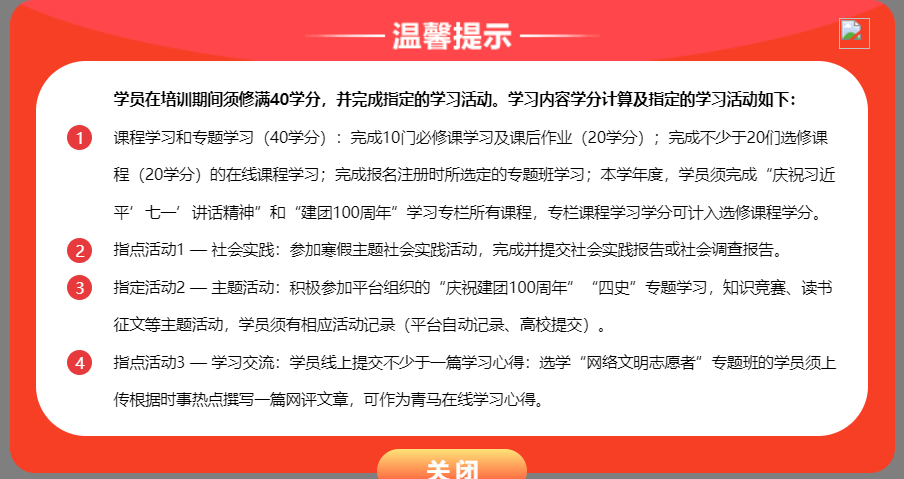 温馨提示
学员在培训期间须修满40学分，并完成指定的学习活动。学习内容学分计算及指定的学习活动如下：
1 课程学习和专题学习（40学分）：完成10门必修课学习及课后作业（20学分）；完成不少于20们选修课
程（20学分）的在线课程学习；完成报名注册时所选定的专题班学习；本学年度，学员须完成“庆祝习近
平’七一’讲话精神”和“建团100周年”学习专栏所有课程，专栏课程学习学分可计入选修课程学分。
2 指点活动1 — 社会实践：参加寒假主题社会实践活动，完成并提交社会实践报告或社会调查报告。
3 指定活动2 — 主题活动：积极参加平台组织的“庆祝建团100周年”“四史”专题学习，知识竞赛、读书
征文等主题活动，学员须有相应活动记录（平台自动记录、高校提交）。
4 指点活动3 — 学习交流：学员线上提交不少于一篇学习心得：选学“网络文明志愿者”专题班的学员须上
传根据时事热点撰写一篇网评文章，可作为青马在线学习心得。
关闭